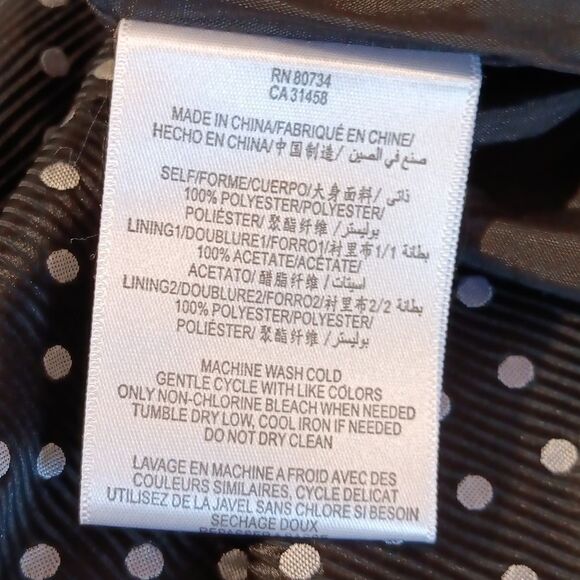 RN 80734
CA 31458
MADE IN CHINA/FABRIQUÉ EN CHINE/
HECHO EN CHINA/中国制造/ صنع في الصين
SELF/FORME/CUERPO/大身面料/ ذاتي
100% POLYESTER/POLYESTER/
POLIÉSTER/ 聚酯纤维 /بوليستر
LINING1/DOUBLURE1/FORRO1/衬里布1/1 بطانة
100% ACETATE/ACÉTATE/
ACETATO/ 醋脂纤维 /اسيتات
LINING2/DOUBLURE2/FORRO2/衬里布2/2 بطانة
100% POLYESTER/POLYESTER/
POLIÉSTER/ 聚酯纤维 /بوليستر
MACHINE WASH COLD
GENTLE CYCLE WITH LIKE COLORS
ONLY NON-CHLORINE BLEACH WHEN NEEDED
TUMBLE DRY LOW, COOL IRON IF NEEDED
DO NOT DRY CLEAN
LAVAGE EN MACHINE A FROID AVEC DES
COULEURS SIMILAIRES, CYCLE DELICAT
UTILISEZ DE LA JAVEL SANS CHLORE SI BESOIN
SECHAGE DOUX